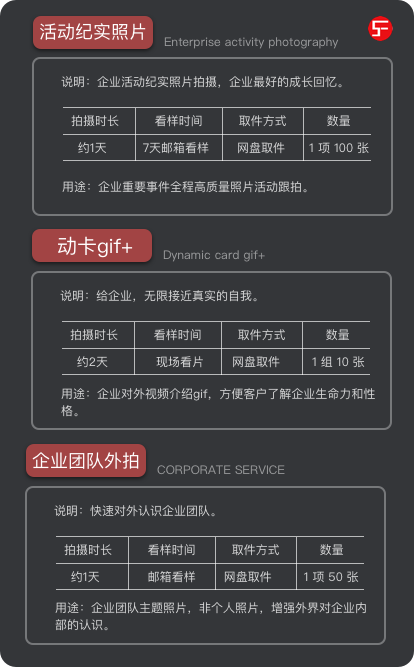 活动纪实照片
Enterprise activity photography
说明：企业活动纪实照片拍摄，企业最好的成长回忆。
拍摄时长 看样时间 取件方式 数量
约1天 7天邮箱看样 网盘取件 1 项 100 张
用途：企业重要事件全程高质量照片活动跟拍。
动卡gif+
Dynamic card gif+
说明：给企业，无限接近真实的自我。
拍摄时长 看样时间 取件方式 数量
约2天 现场看片 网盘取件 1 组 10 张
用途：企业对外视频介绍gif，方便客户了解企业生命力和性
格。
企业团队外拍
CORPORATE SERVICE
说明：快速对外认识企业团队。
拍摄时长 看样时间 取件方式 数量
约1天 邮箱看样 网盘取件 1 项 50 张
用途：企业团队主题照片，非个人照片，增强外界对企业内
部的认识。